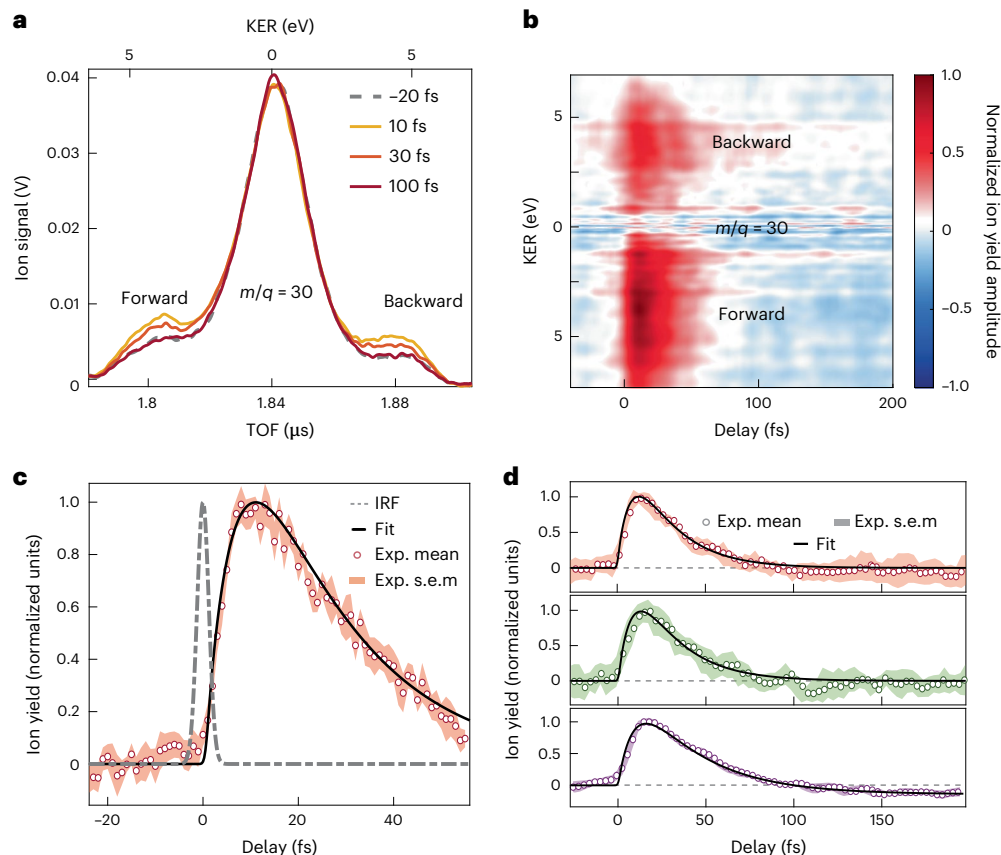 a
KER (eV)
5 0 5
Ion signal (V)
0.04
0.03
0.02
0.01
0
–20 fs
10 fs
30 fs
100 fs
Forward
m/q = 30
Backward
1.8 1.84 1.88
TOF (μs)
b
KER (eV)
5
0
5
Backward
m/q = 30
Forward
0 100 200
Delay (fs)
1.0
0.5
0
–0.5
–1.0
Normalized ion yield amplitude
c
Ion yield (normalized units)
1.0
0.8
0.6
0.4
0.2
0
IRF
Fit
Exp. mean
Exp. s.e.m
–20 0 20 40
Delay (fs)
d
Ion yield (normalized units)
1.0
0.5
0
Exp. mean
Exp. s.e.m
Fit
1.0
0.5
0
1.0
0.5
0
0 50 100 150
Delay (fs)